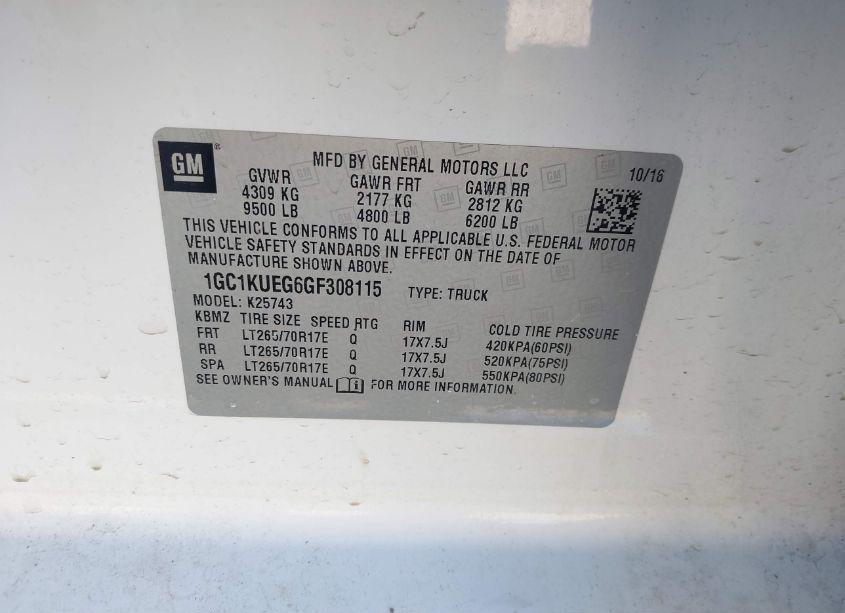 GM®
MFD BY GENERAL MOTORS LLC 10/16
GVWR GAWR FRT GAWR RR
4309 KG 2177 KG 2812 KG
9500 LB 4800 LB 6200 LB
THIS VEHICLE CONFORMS TO ALL APPLICABLE U.S. FEDERAL MOTOR
VEHICLE SAFETY STANDARDS IN EFFECT ON THE DATE OF
MANUFACTURE SHOWN ABOVE.
1GC1KUEG6GF308115 TYPE: TRUCK
MODEL: K25743
KBMZ TIRE SIZE SPEED RTG RIM COLD TIRE PRESSURE
FRT LT265/70R17E Q 17X7.5J 420KPA(60PSI)
RR LT265/70R17E Q 17X7.5J 520KPA(75PSI)
SPA LT265/70R17E Q 17X7.5J 550KPA(80PSI)
SEE OWNER'S MANUAL FOR MORE INFORMATION.